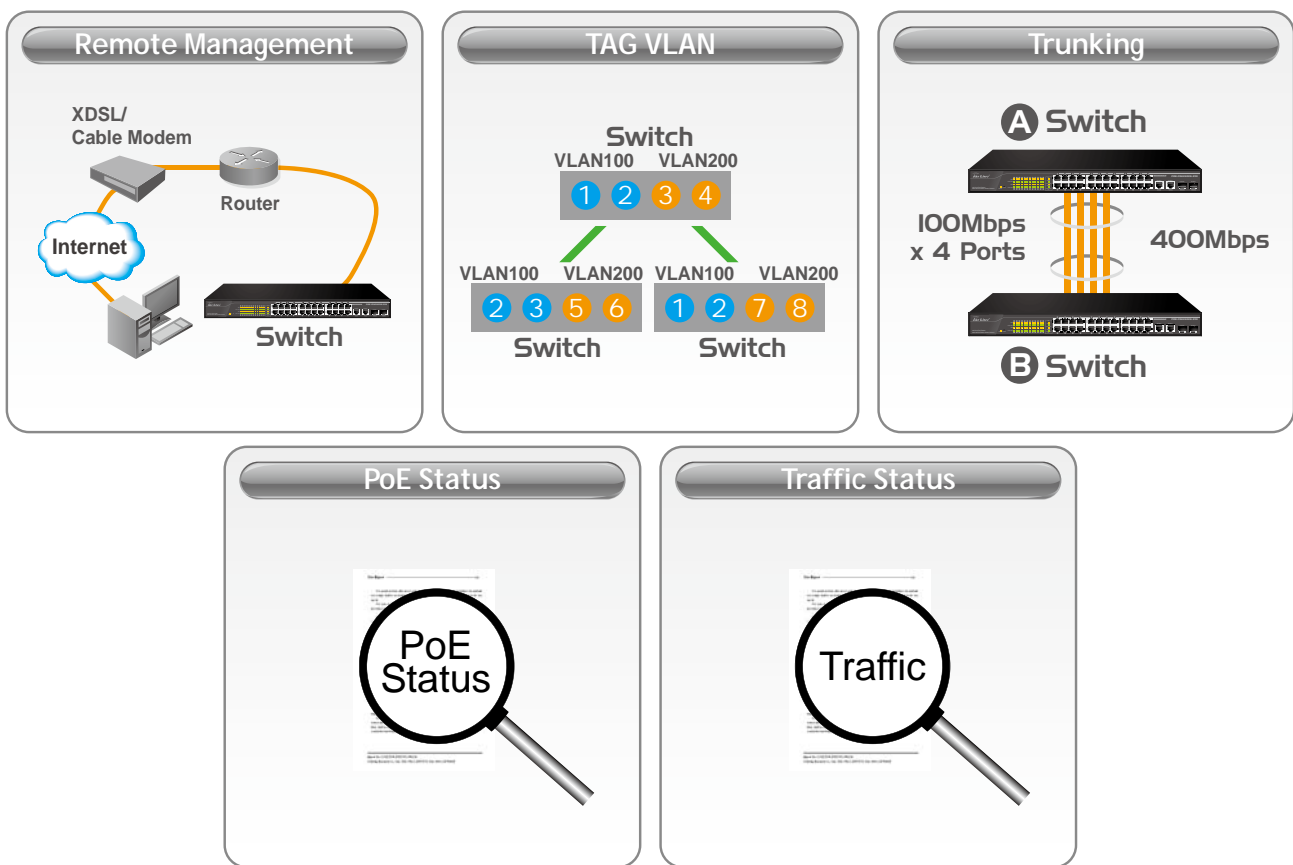 Remote Management
XDSL/
Cable Modem
Router
Internet
Switch
TAG VLAN
Switch
VLAN100 VLAN200
1 2 3 4
VLAN100 VLAN200 VLAN100 VLAN200
2 3 5 6 1 2 7 8
Switch Switch
Trunking
A Switch
100Mbps
x 4 Ports
400Mbps
B Switch
PoE Status
PoE
Status
Traffic Status
Traffic